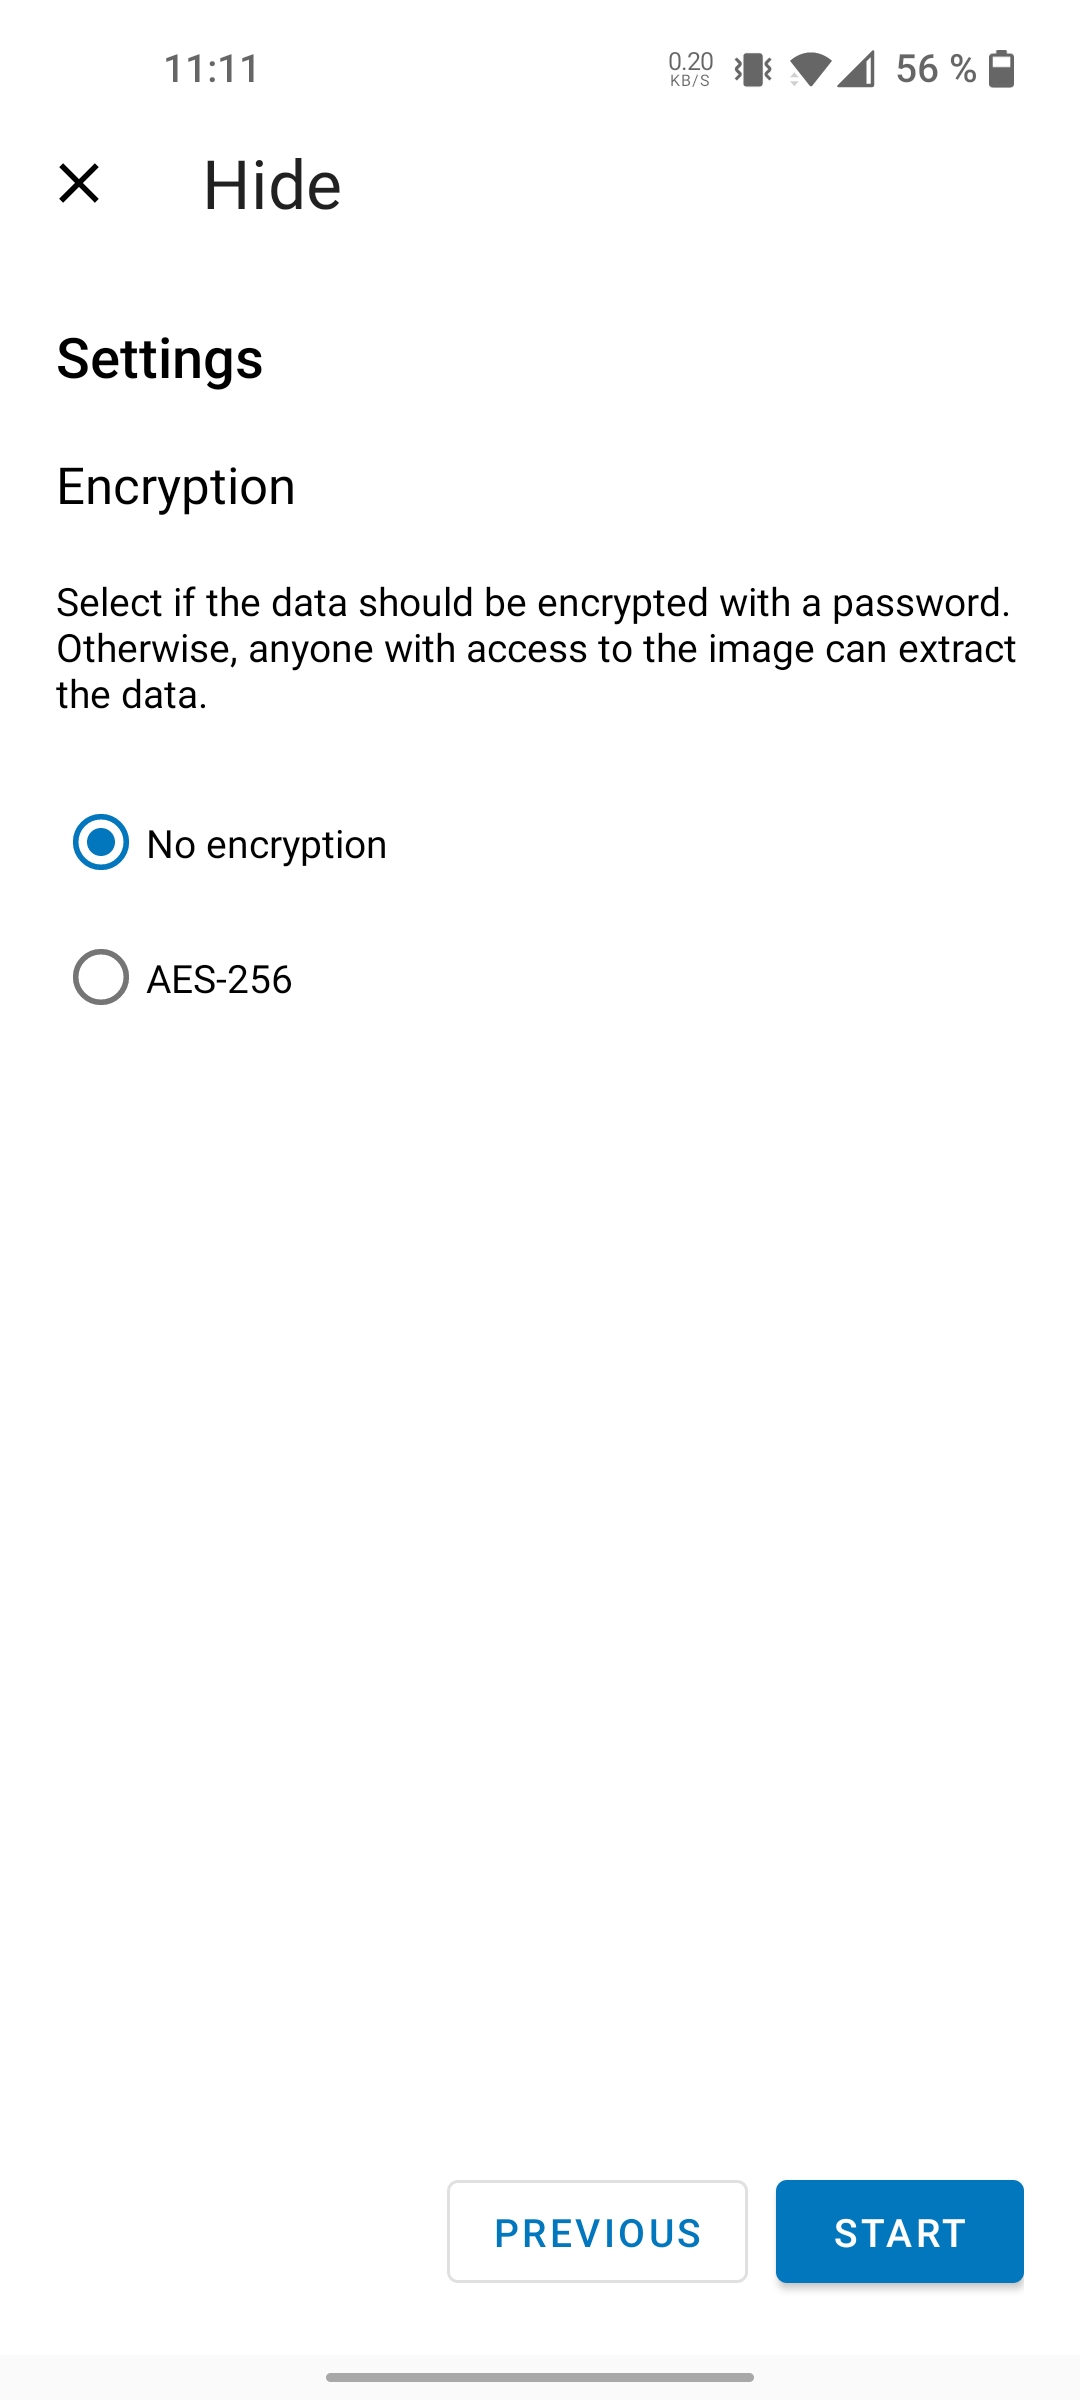 11:11
0.20
KB/S
56 %
Hide
Settings
Encryption
Select if the data should be encrypted with a password.
Otherwise, anyone with access to the image can extract
the data.
No encryption
AES-256
PREVIOUS
START